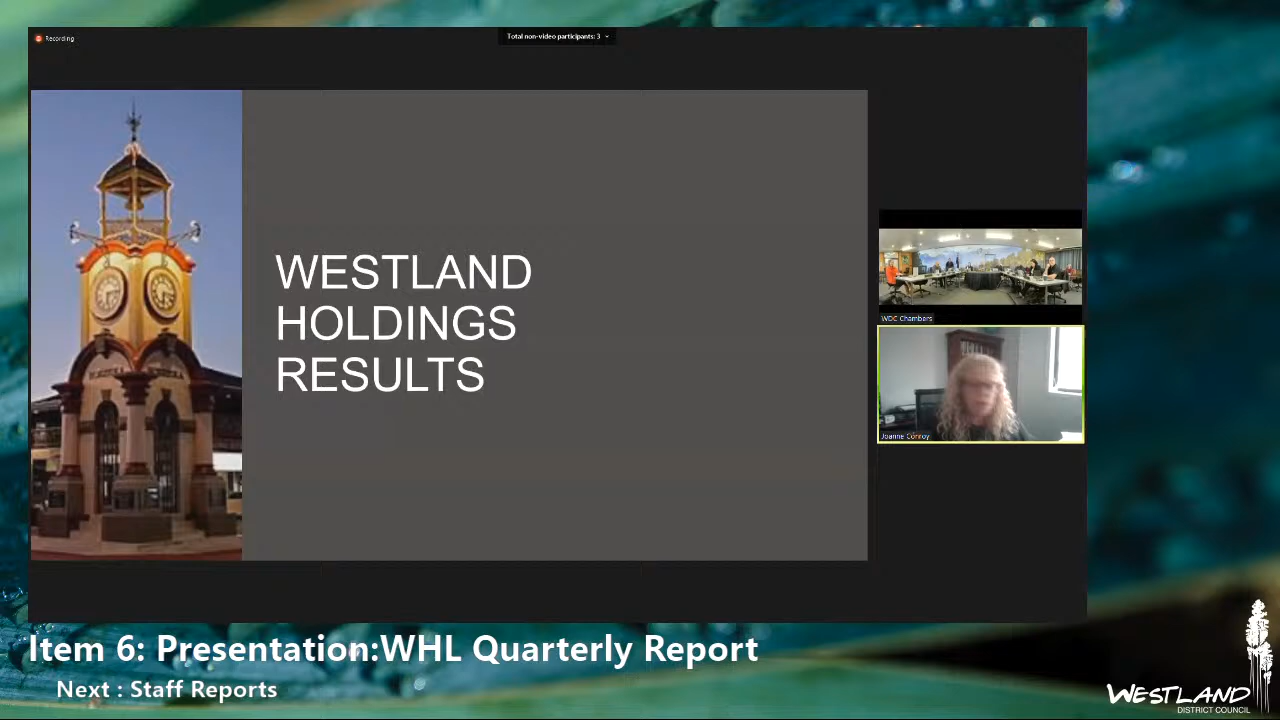 Recording
Total non-video participants: 3
WESTLAND
HOLDINGS
RESULTS
WDC Chambers
Joanne Conroy
Item 6: Presentation:WHL Quarterly Report
Next : Staff Reports
WESTLAND
DISTRICT COUNCIL